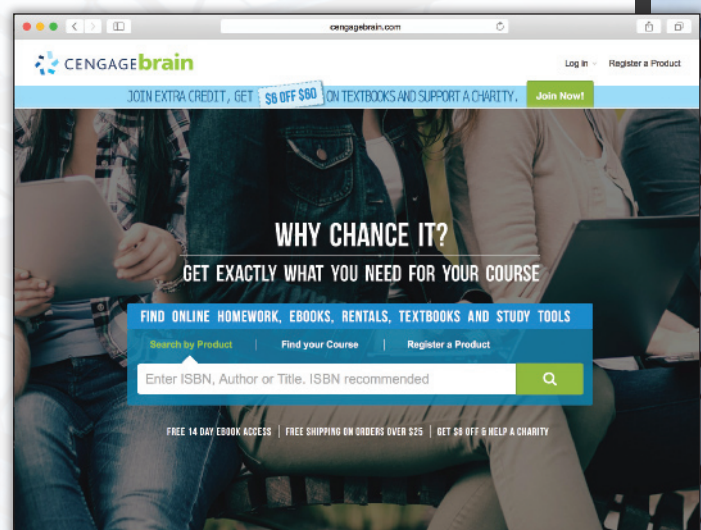 cengagebrain.com
CENGAGEbrain
Log In
Register a Product
JOIN EXTRA CREDIT, GET $6 OFF $60 ON TEXTBOOKS AND SUPPORT A CHARITY. Join Now!
WHY CHANCE IT?
GET EXACTLY WHAT YOU NEED FOR YOUR COURSE
FIND ONLINE HOMEWORK, EBOOKS, RENTALS, TEXTBOOKS AND STUDY TOOLS
Search by Product | Find your Course | Register a Product
Enter ISBN, Author or Title. ISBN recommended
FREE 14 DAY EBOOK ACCESS | FREE SHIPPING ON ORDERS OVER $25 | GET $6 OFF & HELP A CHARITY